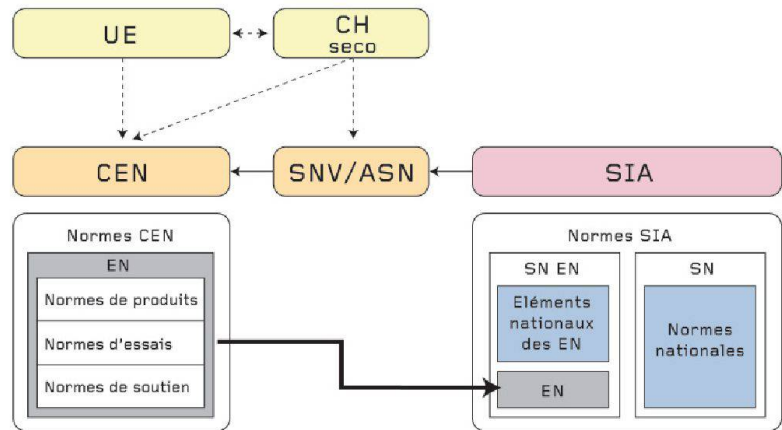 UE
CH
seco
CEN
SNV/ASN
SIA
Normes CEN
EN
Normes de produits
Normes d'essais
Normes de soutien
Normes SIA
SN EN
Eléments
nationaux
des EN
EN
SN
Normes
nationales